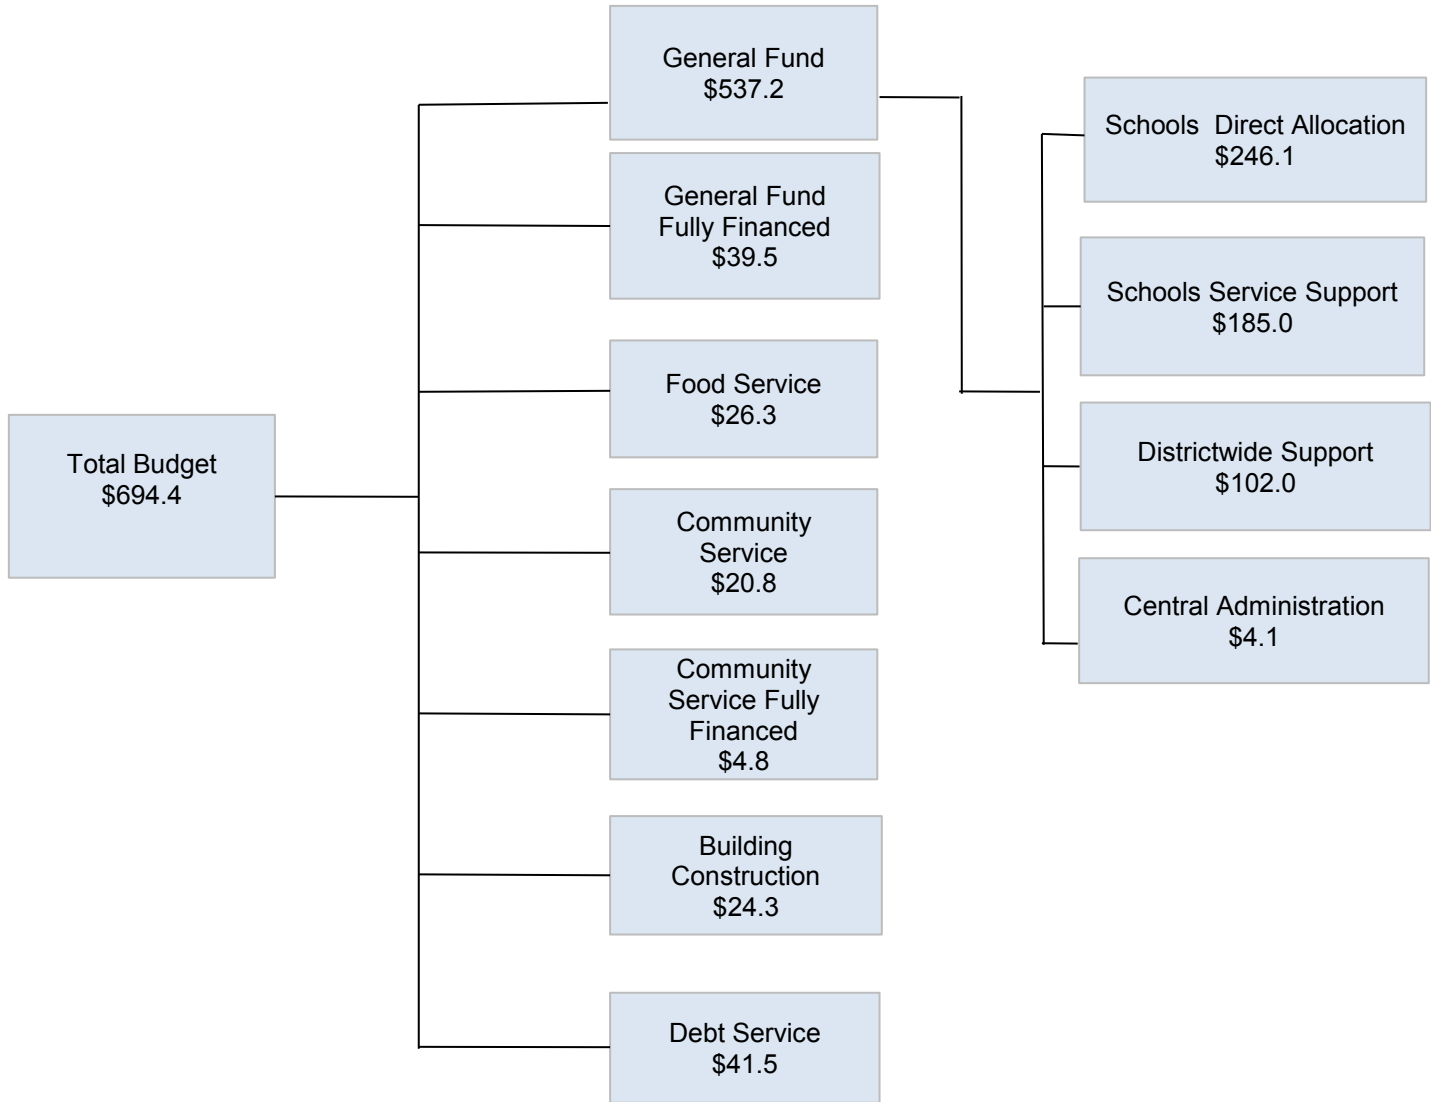 General Fund
$537.2
General Fund
Fully Financed
$39.5
Food Service
$26.3
Total Budget
$694.4
Community
Service
$20.8
Community
Service Fully
Financed
$4.8
Building
Construction
$24.3
Debt Service
$41.5
Schools Direct Allocation
$246.1
Schools Service Support
$185.0
Districtwide Support
$102.0
Central Administration
$4.1